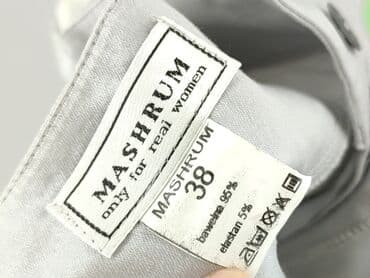 MASHRUM
only for real women
MASHRUM
38
bawełna 95%
elastan 5%